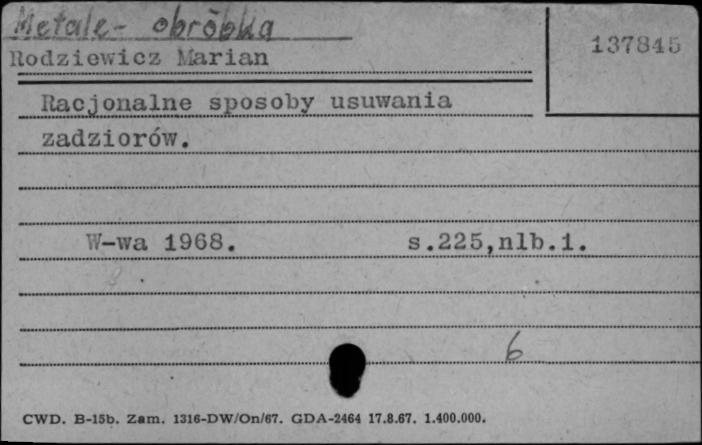 Metale- obróbka
137845
Rodziewicz Marian
Racjonalne sposoby usuwania
zadziorów.
W-wa 1968. s.225,nlb.1.
6
CWD. B-15b. Zam. 1316-DW/On/67. GDA-2464 17.8.67. 1.400.000.